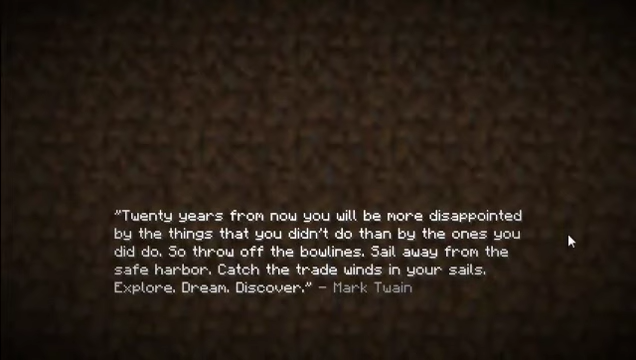 "Twenty years from now you will be more disappointed
by the things that you didn't do than by the ones you
did do. So throw off the bowlines. Sail away from the
safe harbor. Catch the trade winds in your sails.
Explore. Dream. Discover." – Mark Twain